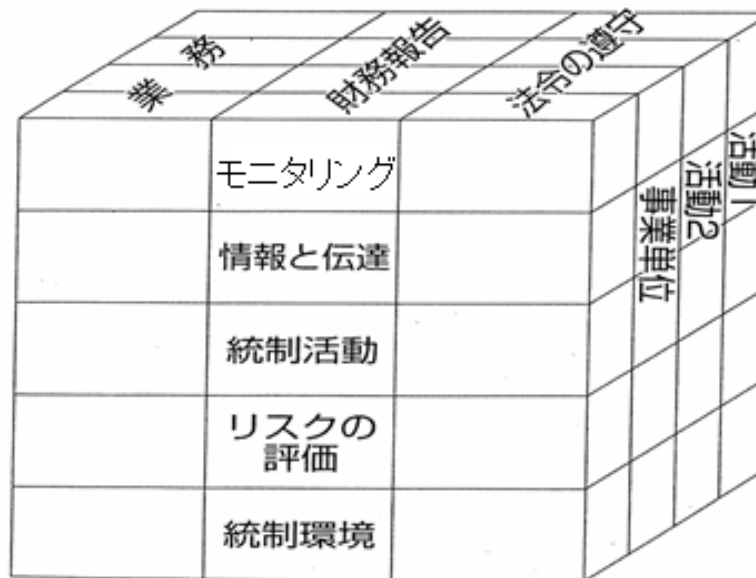 業務
財務報告
法令の遵守
モニタリング
情報と伝達
統制活動
リスクの
評価
統制環境
事業単位
活動2
活動1